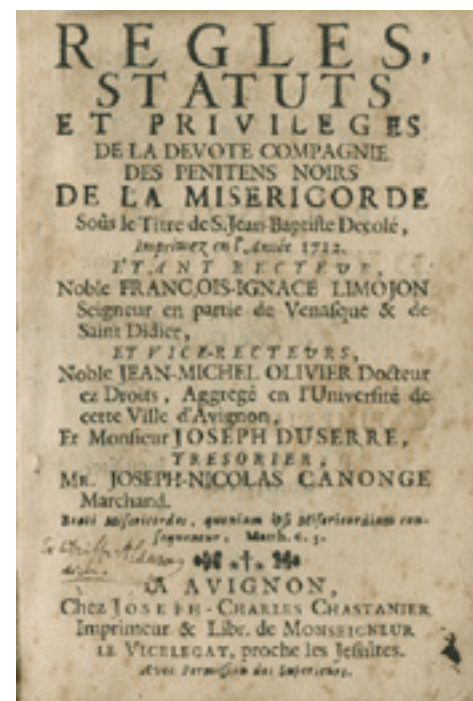 REGLES,
STATUTS
ET PRIVILEGES
DE LA DEVOTE COMPAGNIE
DES PENITENS NOIRS
DE LA MISERICORDE
Soûs le Titre de S. Jean-Baptiste Decolé,
Imprimez en l'Année 1712.
ETANT RECTEUR,
Noble FRANÇOIS-IGNACE LIMOJON
Seigneur en partie de Venasque & de
Saint Didier,
ET VICE-RECTEURS,
Noble JEAN-MICHEL OLIVIER Docteur
ez Droits, Aggregé en l'Université de
cette Ville d'Avignon,
Et Monsieur JOSEPH DUSERRE,
TRESORIER,
MR. JOSEPH-NICOLAS CANONGE
Marchand.
Beati Misericordes, quoniam ipsi Misericordiam con-
sequentur, Matth. c. 5.
A AVIGNON,
Chez JOSEPH-CHARLES CHASTANIER
Imprimeur & Libr. de MONSEIGNEUR
LE VICELEGAT, proche les Jesuites.
Avec Permission des Superieurs.